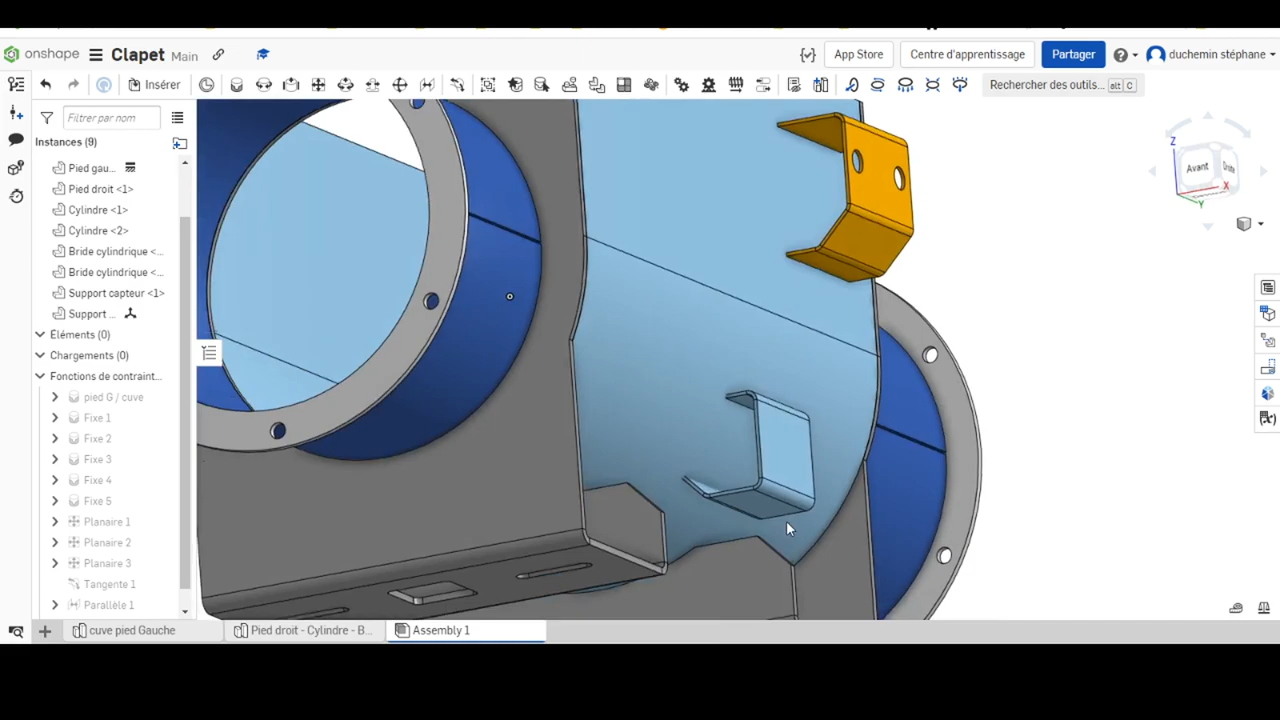 onshape Clapet Main App Store Centre d'apprentissage Partager duchemin stéphane
Insérer Rechercher des outils... alt C
Filtrer par nom
Instances (9)
Pied gau...
Pied droit <1>
Cylindre <1>
Cylindre <2>
Bride cylindrique <...
Bride cylindrique <...
Support capteur <1>
Support ...
Éléments (0)
Chargements (0)
Fonctions de contraint...
pied G / cuve
Fixe 1
Fixe 2
Fixe 3
Fixe 4
Fixe 5
Planaire 1
Planaire 2
Planaire 3
Tangente 1
Parallèle 1
Z
Avant Droite
X
Y
cuve pied Gauche Pied droit - Cylindre - B... Assembly 1